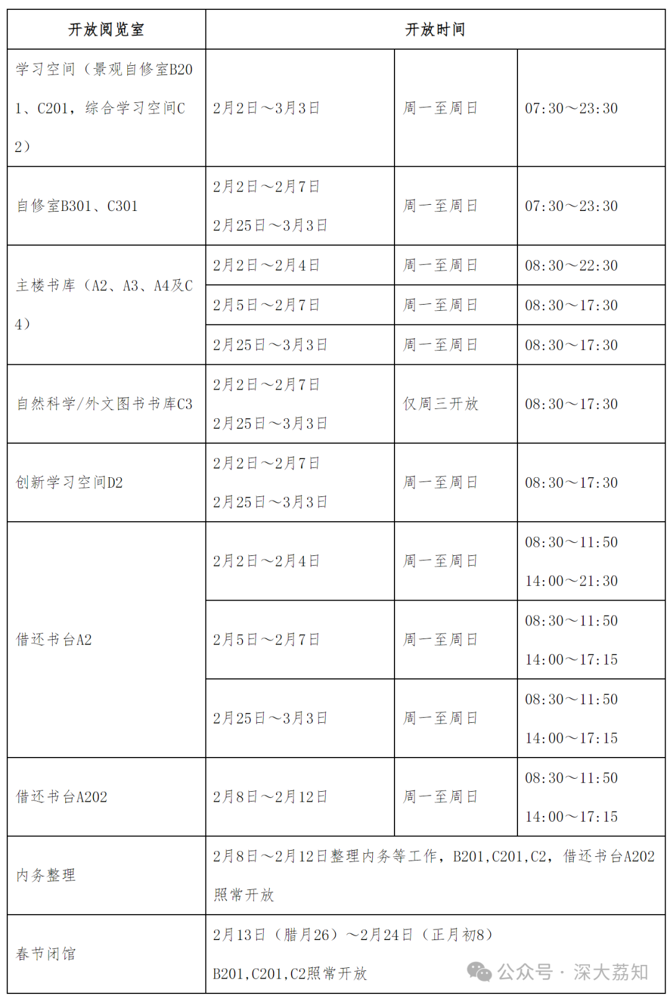 开放阅览室
开放时间
学习空间（景观自修室B20
1、C201，综合学习空间C
2）
2月2日～3月3日
周一至周日
07:30～23:30
自修室B301、C301
2月2日～2月7日
2月25日～3月3日
周一至周日
07:30～23:30
主楼书库（A2、A3、A4及C
4）
2月2日～2月4日
周一至周日
08:30～22:30
2月5日～2月7日
周一至周日
08:30～17:30
2月25日～3月3日
周一至周日
08:30～17:30
自然科学/外文图书书库C3
2月2日～2月7日
2月25日～3月3日
仅周三开放
08:30～17:30
创新学习空间D2
2月2日～2月7日
2月25日～3月3日
周一至周日
08:30～17:30
借还书台A2
2月2日～2月4日
周一至周日
08:30～11:50
14:00～21:30
2月5日～2月7日
周一至周日
08:30～11:50
14:00～17:15
2月25日～3月3日
周一至周日
08:30～11:50
14:00～17:15
借还书台A202
2月8日～2月12日
周一至周日
08:30～11:50
14:00～17:15
内务整理
2月8日～2月12日整理内务等工作，B201,C201,C2，借还书台A202
照常开放
春节闭馆
2月13日（腊月26）～2月24日（正月初8）
B201,C201,C2照常开放
公众号·深大荔知